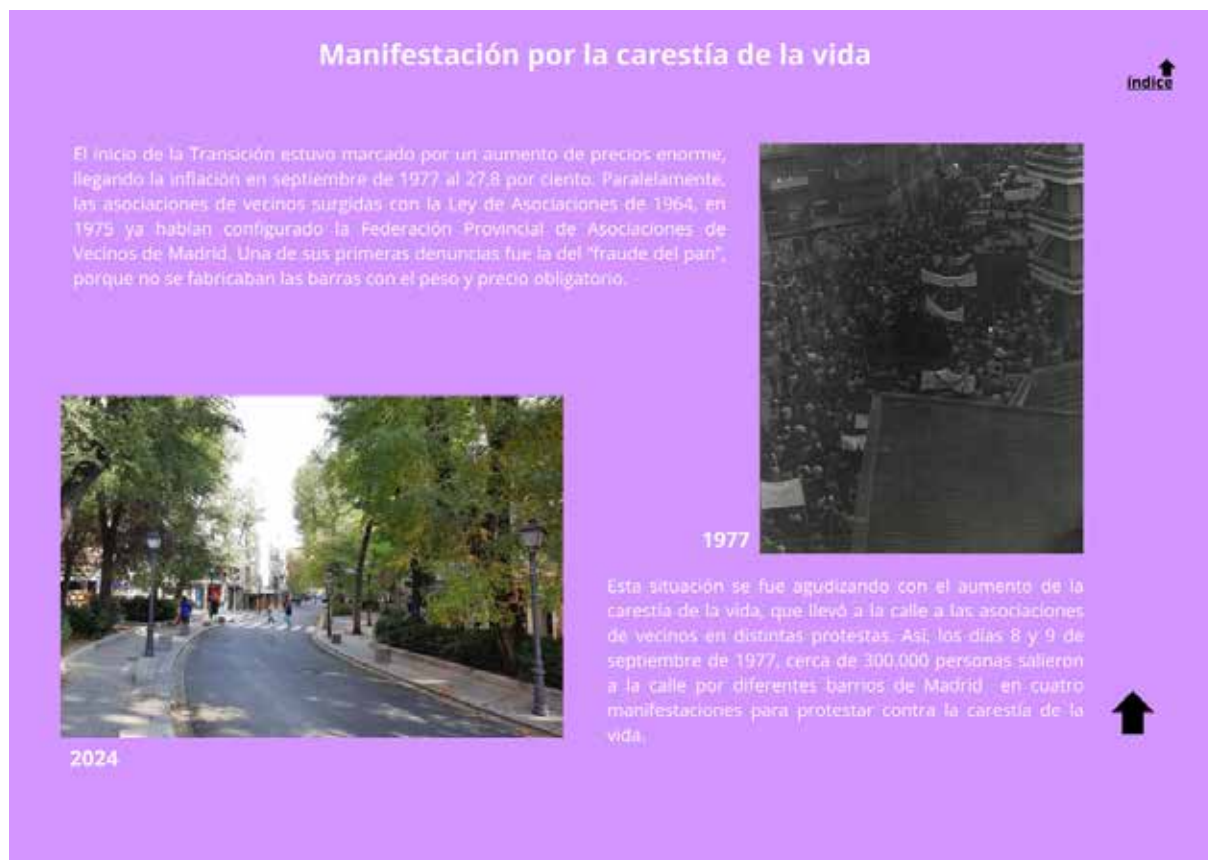 Manifestación por la carestía de la vida
índice
El inicio de la Transición estuvo marcado por un aumento de precios enorme,
llegando la inflación en septiembre de 1977 al 27,8 por ciento. Paralelamente,
las asociaciones de vecinos surgidas con la Ley de Asociaciones de 1964, en
1975 ya habían configurado la Federación Provincial de Asociaciones de
Vecinos de Madrid. Una de sus primeras denuncias fue la del "fraude del pan",
porque no se fabricaban las barras con el peso y precio obligatorio.
1977
Esta situación se fue agudizando con el aumento de la
carestía de la vida, que llevó a la calle a las asociaciones
de vecinos en distintas protestas. Así, los días 8 y 9 de
septiembre de 1977, cerca de 300.000 personas salieron
a la calle por diferentes barrios de Madrid en cuatro
manifestaciones para protestar contra la carestía de la
vida.
2024